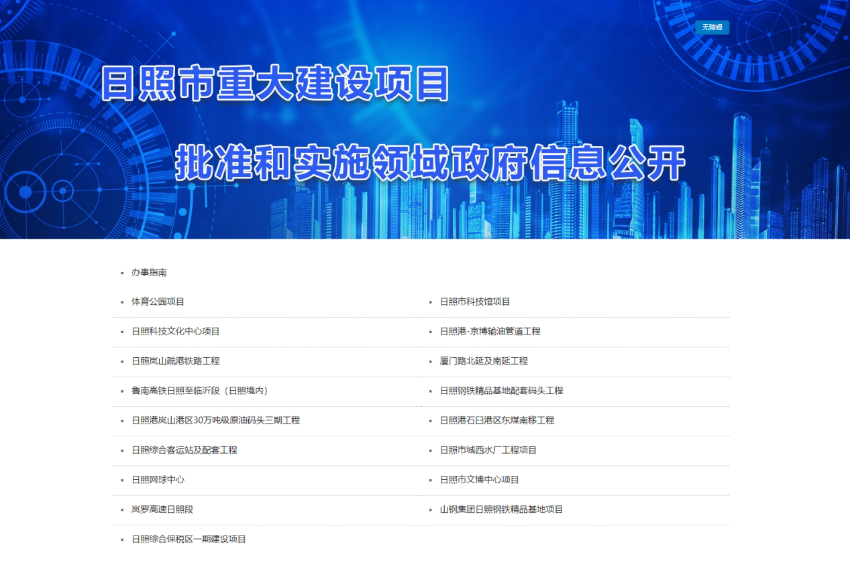 无障碍
日照市重大建设项目
批准和实施领域政府信息公开
办事指南
体育公园项目
日照市科技馆项目
日照科技文化中心项目
日照港-京博输油管道工程
日照岚山疏港铁路工程
厦门路北延及南延工程
鲁南高铁日照至临沂段（日照境内）
日照钢铁精品基地配套码头工程
日照港岚山港区30万吨级原油码头三期工程
日照港石臼港区东煤南移工程
日照综合客运站及配套工程
日照市城西水厂工程项目
日照网球中心
日照市文博中心项目
岚罗高速日照段
山钢集团日照钢铁精品基地项目
日照综合保税区一期建设项目